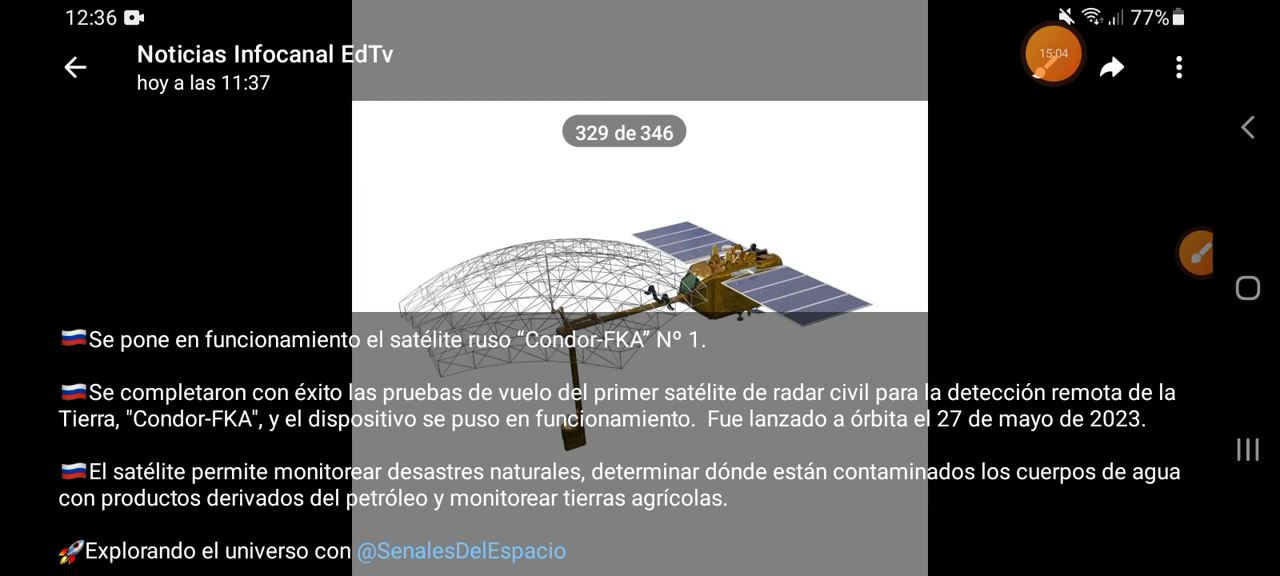 12:36
77%
Noticias Infocanal EdTv
hoy a las 11:37
15:04
329 de 346
🇷🇺Se pone en funcionamiento el satélite ruso “Condor-FKA” Nº 1.
🇷🇺Se completaron con éxito las pruebas de vuelo del primer satélite de radar civil para la detección remota de la
Tierra, "Condor-FKA", y el dispositivo se puso en funcionamiento.  Fue lanzado a órbita el 27 de mayo de 2023.
🇷🇺El satélite permite monitorear desastres naturales, determinar dónde están contaminados los cuerpos de agua
con productos derivados del petróleo y monitorear tierras agrícolas.
🚀Explorando el universo con @SenalesDelEspacio